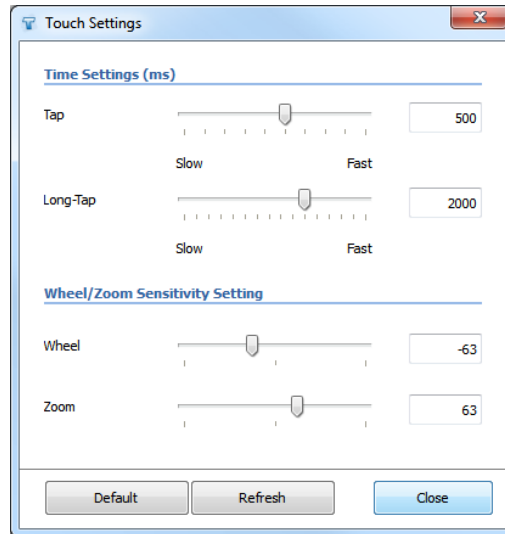 Touch Settings
Time Settings (ms)
Tap
500
Slow
Fast
Long-Tap
2000
Slow
Fast
Wheel/Zoom Sensitivity Setting
Wheel
-63
Zoom
63
Default
Refresh
Close